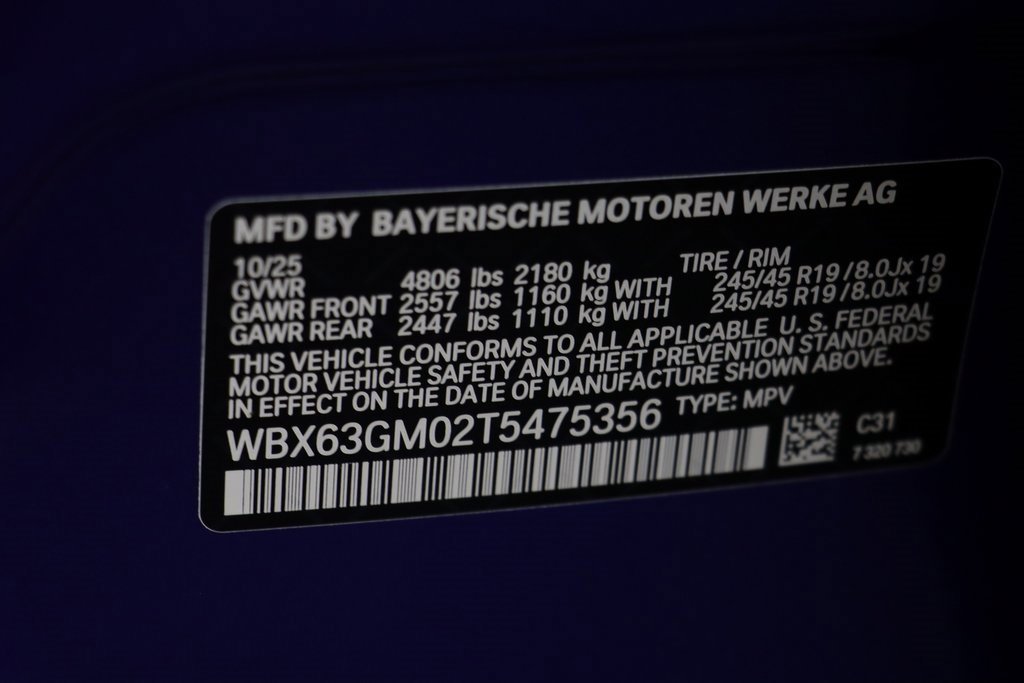 MFD BY BAYERISCHE MOTOREN WERKE AG
10/25 TIRE / RIM
GVWR 4806 lbs 2180 kg
GAWR FRONT 2557 lbs 1160 kg WITH 245/45 R19 / 8.0Jx 19
GAWR REAR 2447 lbs 1110 kg WITH 245/45 R19 / 8.0Jx 19
THIS VEHICLE CONFORMS TO ALL APPLICABLE U. S. FEDERAL
MOTOR VEHICLE SAFETY AND THEFT PREVENTION STANDARDS
IN EFFECT ON THE DATE OF MANUFACTURE SHOWN ABOVE.
WBX63GM02T5475356 TYPE: MPV
C31
7 320 730